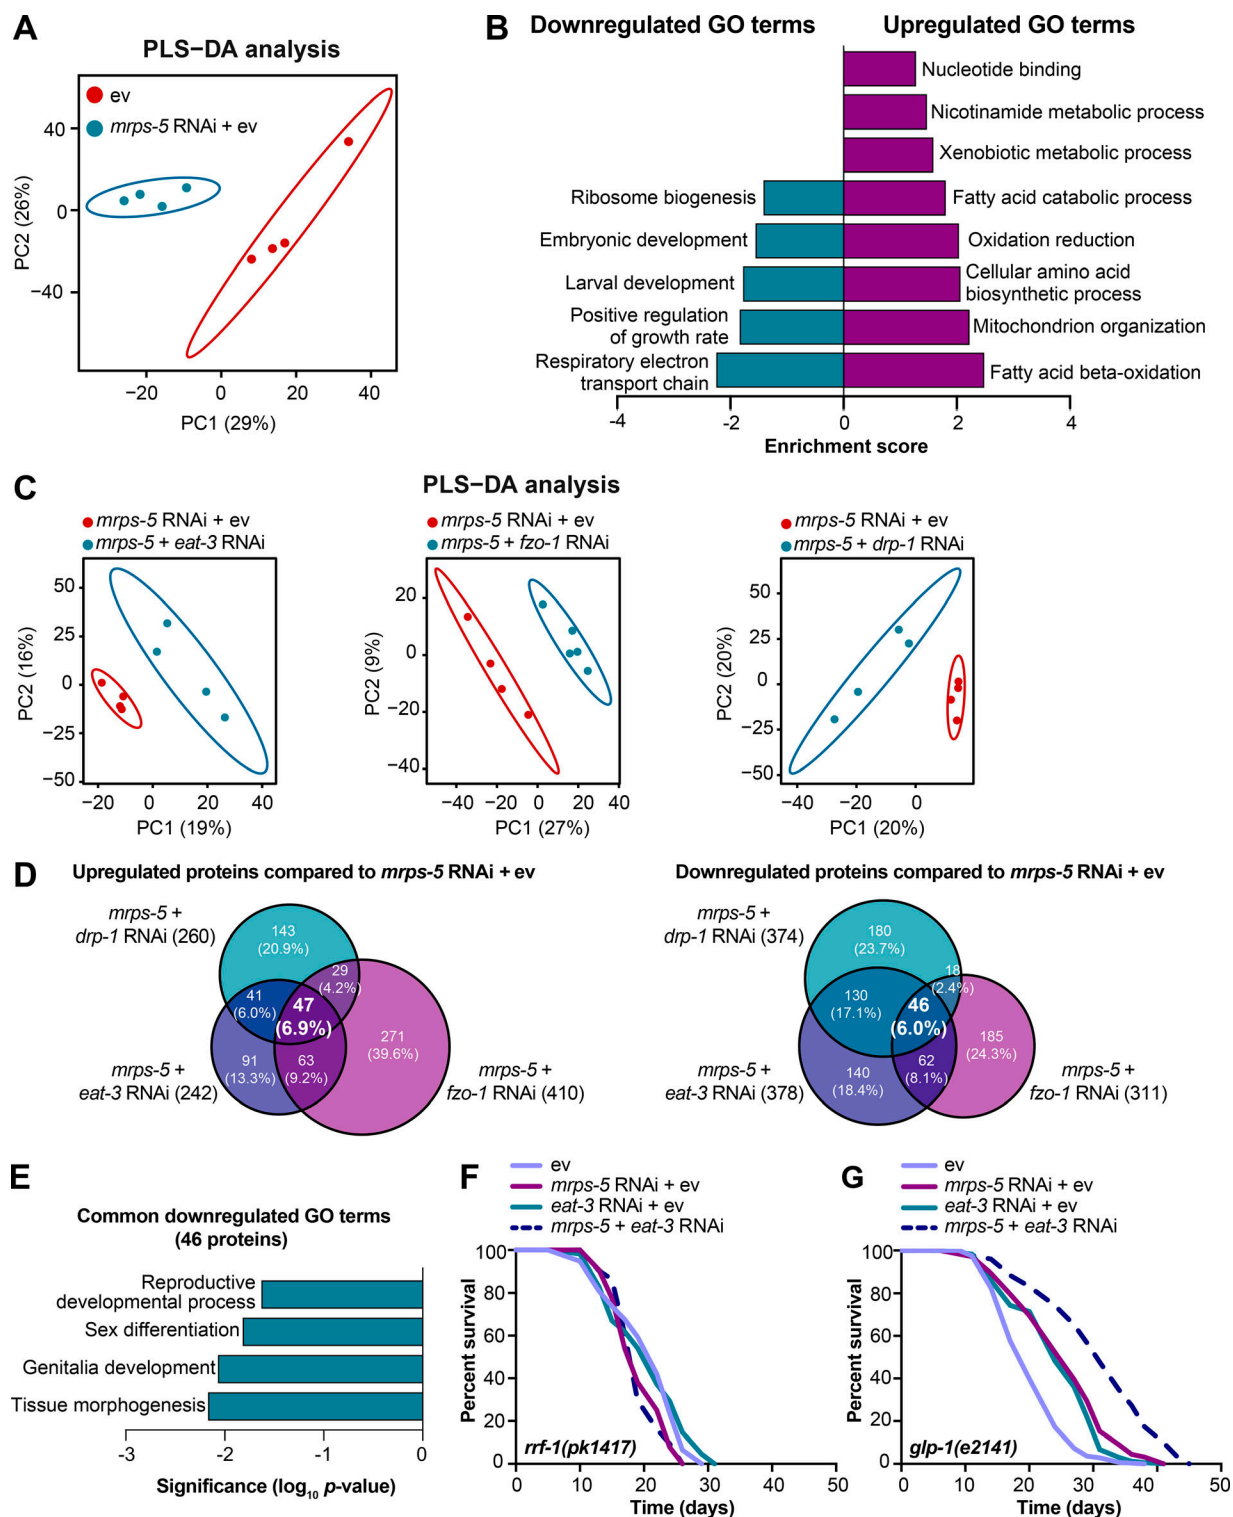 A
PLS−DA analysis
ev
mrps-5 RNAi + ev
40
0
−40
PC2 (26%)
−20
0
20
40
PC1 (29%)
B
Downregulated GO terms
Upregulated GO terms
Nucleotide binding
Nicotinamide metabolic process
Xenobiotic metabolic process
Ribosome biogenesis
Fatty acid catabolic process
Embryonic development
Oxidation reduction
Larval development
Cellular amino acid
biosynthetic process
Positive regulation
of growth rate
Mitochondrion organization
Respiratory electron
transport chain
Fatty acid beta-oxidation
-4
-2
0
2
4
Enrichment score
C
PLS−DA analysis
mrps-5 RNAi + ev
mrps-5 + eat-3 RNAi
50
25
0
−25
−50
PC2 (16%)
−20
0
20
40
PC1 (19%)
mrps-5 RNAi + ev
mrps-5 + fzo-1 RNAi
20
0
−20
−40
PC2 (9%)
−40
−20
0
20
40
PC1 (27%)
mrps-5 RNAi + ev
mrps-5 + drp-1 RNAi
50
25
0
−25
−50
PC2 (20%)
−40
−20
0
PC1 (20%)
D
Upregulated proteins compared to mrps-5 RNAi + ev
mrps-5 +
drp-1 RNAi (260)
143
(20.9%)
29
(4.2%)
41
(6.0%)
47
(6.9%)
271
(39.6%)
91
(13.3%)
63
(9.2%)
mrps-5 +
eat-3 RNAi (242)
mrps-5 +
fzo-1 RNAi (410)
Downregulated proteins compared to mrps-5 RNAi + ev
mrps-5 +
drp-1 RNAi (374)
180
(23.7%)
18
(2.4%)
130
(17.1%)
46
(6.0%)
185
(24.3%)
140
(18.4%)
62
(8.1%)
mrps-5 +
eat-3 RNAi (378)
mrps-5 +
fzo-1 RNAi (311)
E
Common downregulated GO terms
(46 proteins)
Reproductive
developmental process
Sex differentiation
Genitalia development
Tissue morphogenesis
-3
-2
-1
0
Significance (log10 p-value)
F
ev
mrps-5 RNAi + ev
eat-3 RNAi + ev
mrps-5 + eat-3 RNAi
100
80
60
40
20
0
Percent survival
rrf-1(pk1417)
0
10
20
30
40
50
Time (days)
G
ev
mrps-5 RNAi + ev
eat-3 RNAi + ev
mrps-5 + eat-3 RNAi
100
80
60
40
20
0
Percent survival
glp-1(e2141)
0
10
20
30
40
50
Time (days)